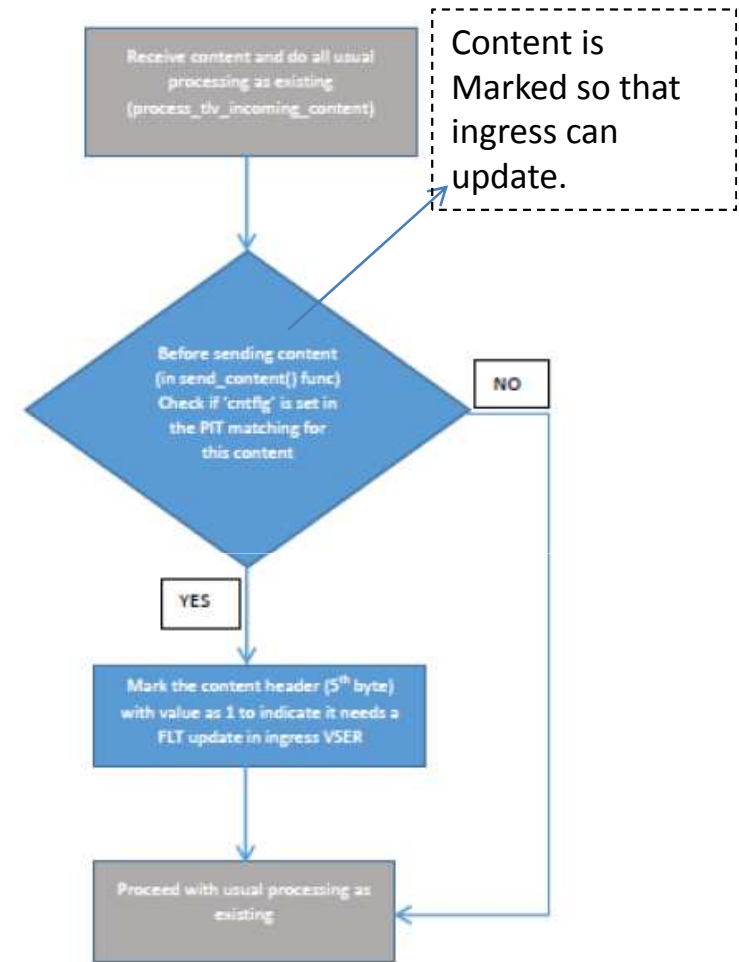 Receive content and do all usual
processing as existing
(process_tlv_incoming_content)
Content is
Marked so that
ingress can
update.
Before sending content
(in send_content() func)
Check if 'cntflg' is set in
the PIT matching for
this content
NO
YES
Mark the content header (5th byte)
with value as 1 to indicate it needs a
FLT update in ingress VSER
Proceed with usual processing as
existing